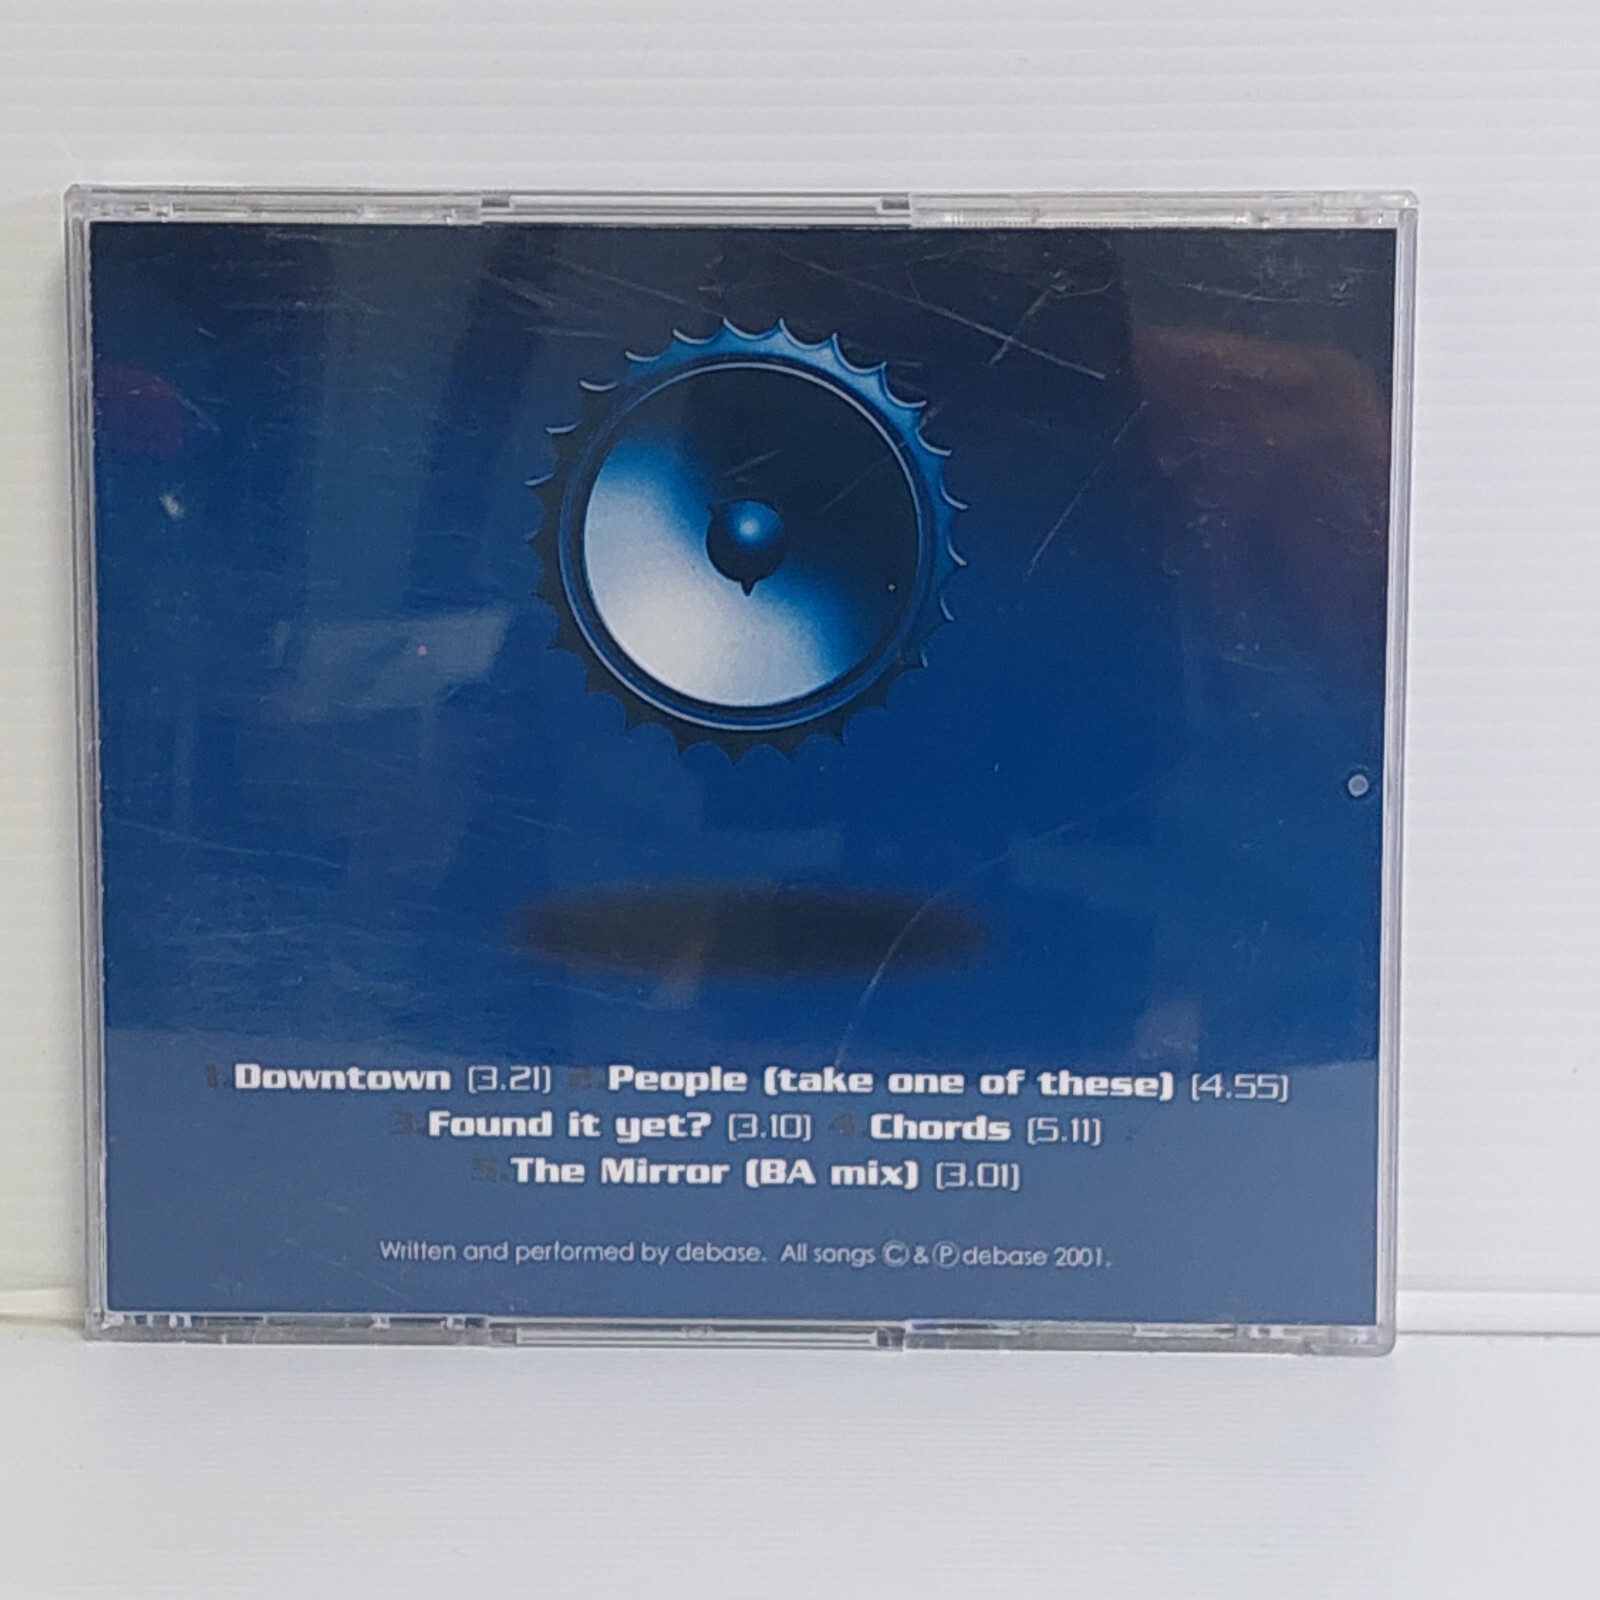 1. Downtown (3.21) 2. People (take one of these) (4.55)
3. Found it yet? (3.10) 4. Chords (5.11)
5. The Mirror (BA mix) (3.01)
Written and performed by debase. All songs Ⓒ & Ⓟ debase 2001.